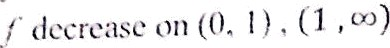 f decrease on (0, 1) , (1 ,∞)